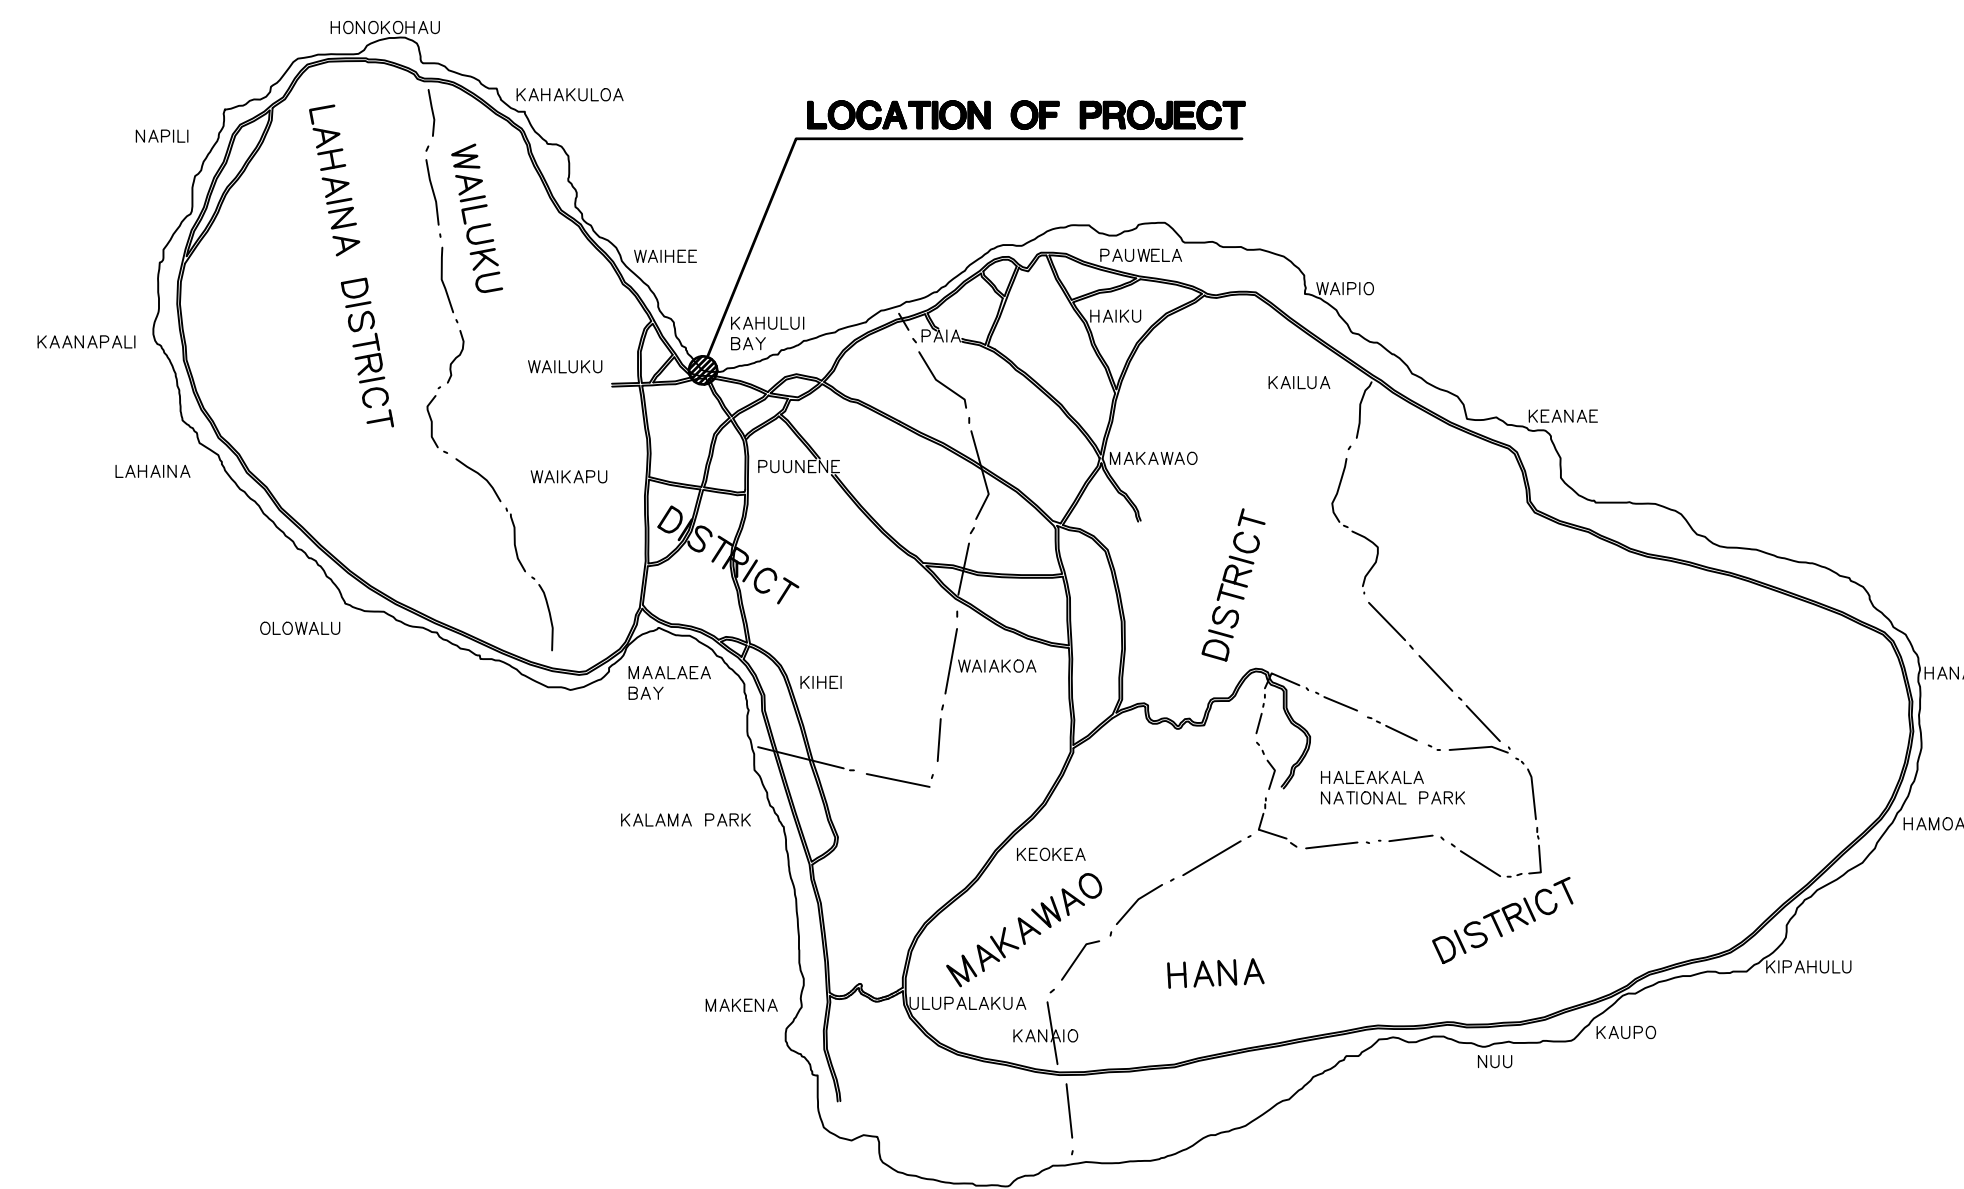 HONOKOHAU
KAHAKULOA
LOCATION OF PROJECT
NAPILI
LAHAINA DISTRICT
WAILUKU
WAIHEE
PAUWELA
WAIPIO
KAHULUI
BAY
HAIKU
PAIA
KAANAPALI
WAILUKU
KAILUA
KEANAE
LAHAINA
WAIKAPU
PUUNENE
MAKAWAO
DISTRICT
DISTRICT
OLOWALU
MAALAEA
BAY
KIHEI
WAIAKOA
HANA
HALEAKALA
NATIONAL PARK
KALAMA PARK
HAMOA
KEOKEA
MAKAWAO
DISTRICT
HANA
KIPAHULU
MAKENA
ULUPALAKUA
KANAIO
KAUPO
NUU